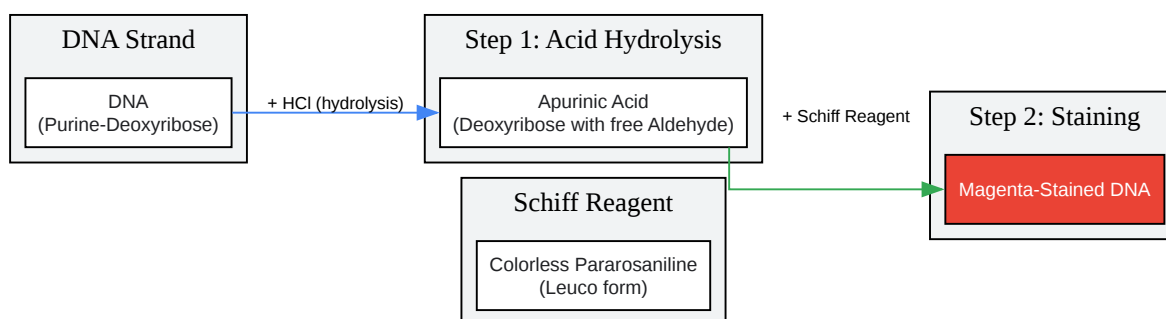 DNA Strand
DNA
(Purine-Deoxyribose)
+ HCl (hydrolysis)
Step 1: Acid Hydrolysis
Apurinic Acid
(Deoxyribose with free Aldehyde)
+ Schiff Reagent
Step 2: Staining
Magenta-Stained DNA
Schiff Reagent
Colorless Pararosaniline
(Leuco form)